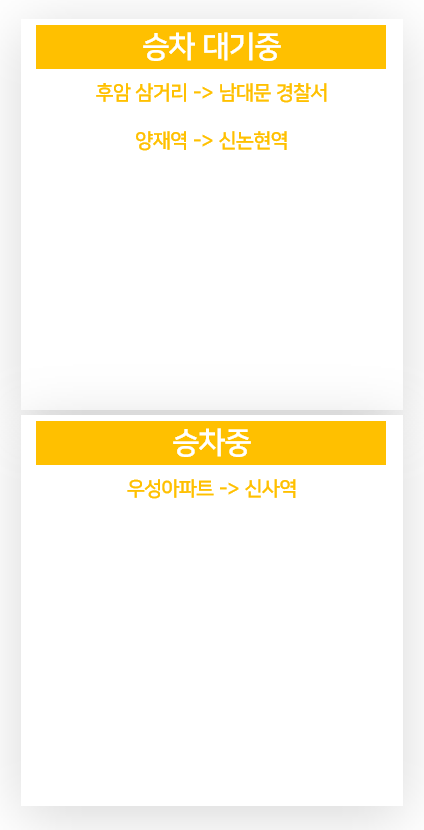 승차 대기중
후암 삼거리 -> 남대문 경찰서
양재역 -> 신논현역
승차중
우성아파트 -> 신사역